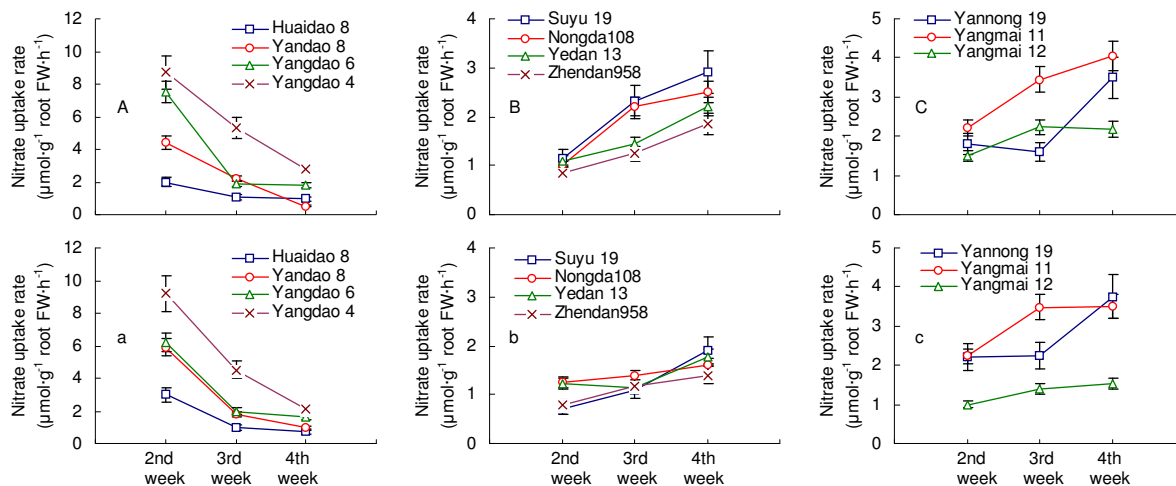 Nitrate uptake rate
(μmol·g⁻¹ root FW·h⁻¹)
12
10
8
6
4
2
0
A
Huaidao 8
Yandao 8
Yangdao 6
Yangdao 4
Nitrate uptake rate
(μmol·g⁻¹ root FW·h⁻¹)
4
3
2
1
0
B
Suyu 19
Nongda108
Yedan 13
Zhendan958
Nitrate uptake rate
(μmol·g⁻¹ root FW·h⁻¹)
5
4
3
2
1
0
C
Yannong 19
Yangmai 11
Yangmai 12
Nitrate uptake rate
(μmol·g⁻¹ root FW·h⁻¹)
12
10
8
6
4
2
0
a
Huaidao 8
Yandao 8
Yangdao 6
Yangdao 4
2nd week
3rd week
4th week
Nitrate uptake rate
(μmol·g⁻¹ root FW·h⁻¹)
4
3
2
1
0
b
Suyu 19
Nongda108
Yedan 13
Zhendan958
2nd week
3rd week
4th week
Nitrate uptake rate
(μmol·g⁻¹ root FW·h⁻¹)
5
4
3
2
1
0
c
Yannong 19
Yangmai 11
Yangmai 12
2nd week
3rd week
4th week